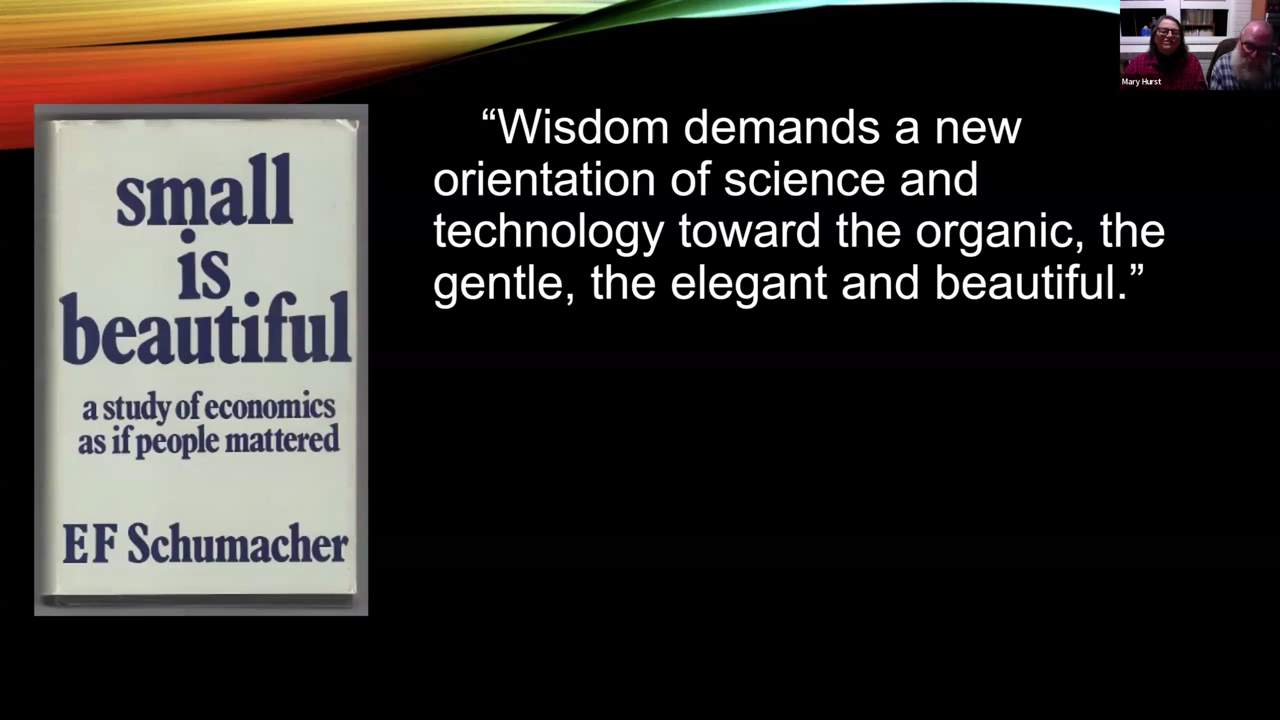 Mary Hurst
small
is
beautiful
a study of economics
as if people mattered
EF Schumacher
“Wisdom demands a new
orientation of science and
technology toward the organic, the
gentle, the elegant and beautiful.”